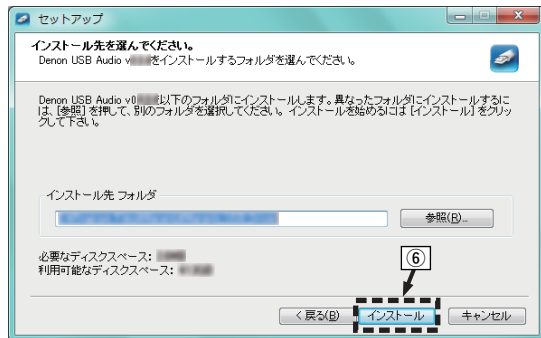 セットアップ
インストール先を選んでください。
Denon USB Audio v をインストールするフォルダを選んでください。
Denon USB Audio v0 以下のフォルダにインストールします。異なったフォルダにインストールするに
は、[参照] を押して、別のフォルダを選択してください。インストールを始めるには [インストール] をクリッ
クして下さい。
インストール先 フォルダ
参照(R)...
必要なディスクスペース:
利用可能なディスクスペース:
⑥
< 戻る(B)
インストール
キャンセル